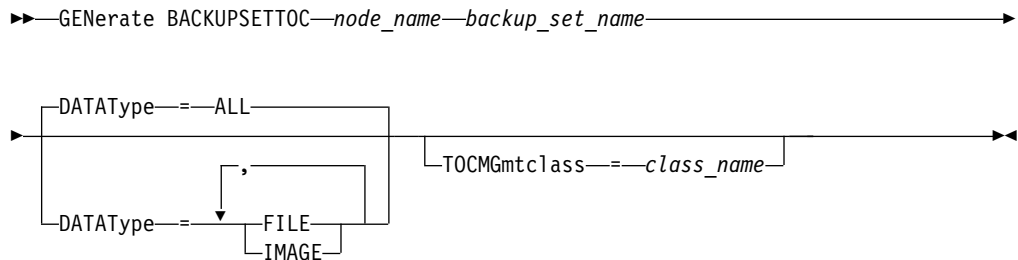 GENerate BACKUPSETTOC node_name backup_set_name
DATAType = ALL
TOCMGmtclass = class_name
,
DATAType = FILE
IMAGE